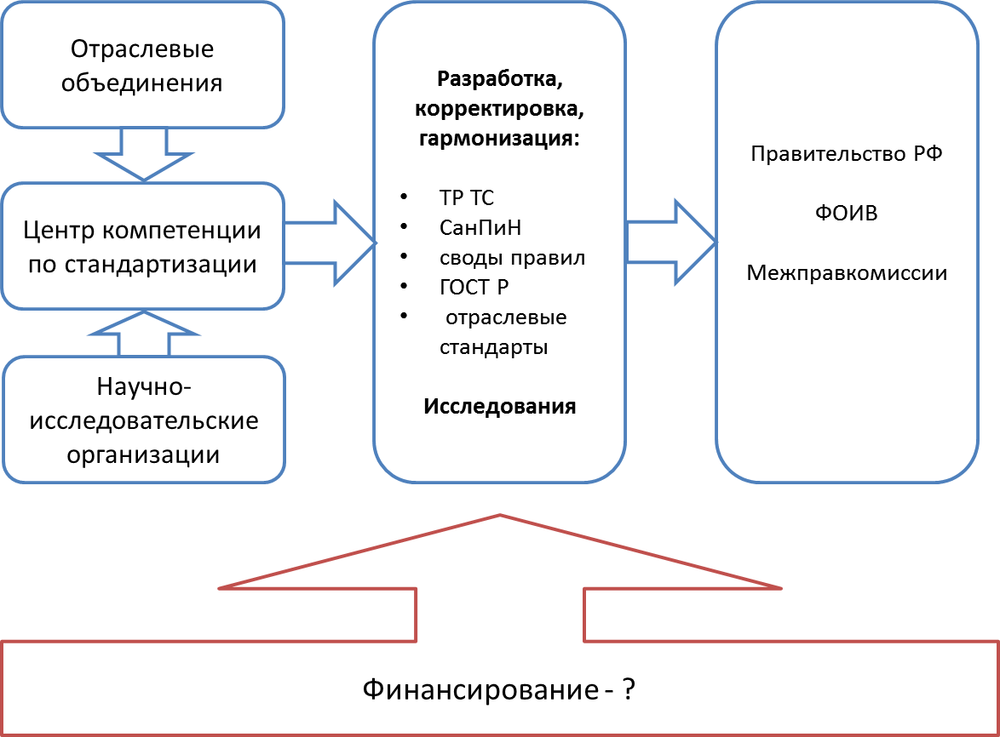 Отраслевые
объединения
Центр компетенции
по стандартизации
Научно-
исследовательские
организации
Разработка,
корректировка,
гармонизация:
• ТР ТС
• СанПиН
• своды правил
• ГОСТ Р
• отраслевые
стандарты
Исследования
Правительство РФ
ФОИВ
Межправкомиссии
Финансирование - ?